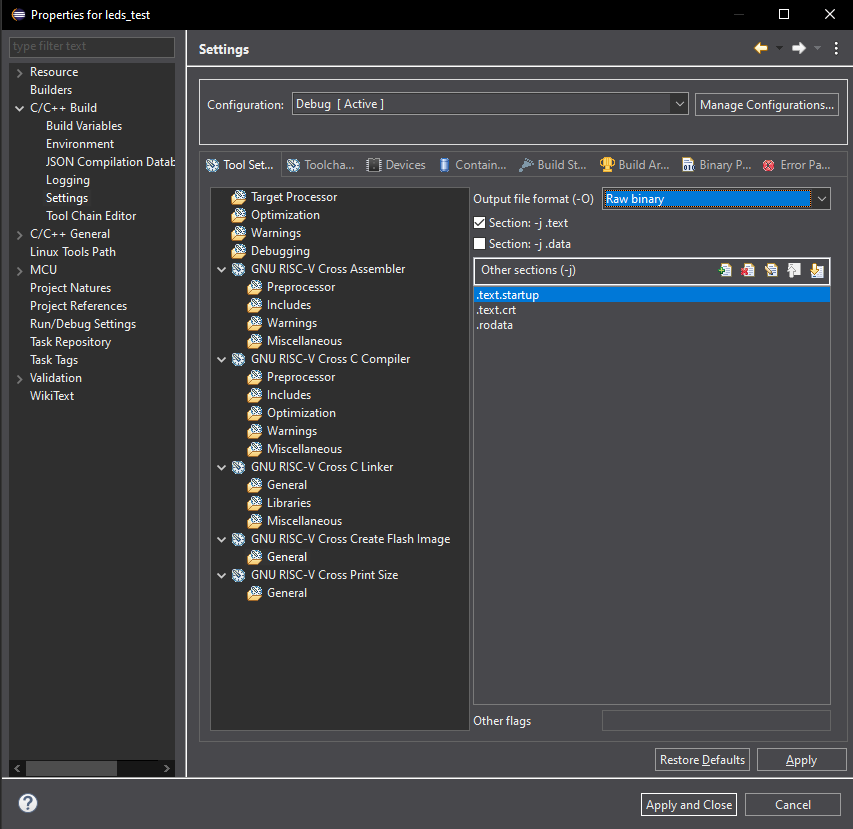 Properties for leds_test
type filter text
Resource
Builders
C/C++ Build
Build Variables
Environment
JSON Compilation Datab
Logging
Settings
Tool Chain Editor
C/C++ General
Linux Tools Path
MCU
Project Natures
Project References
Run/Debug Settings
Task Repository
Task Tags
Validation
WikiText
Settings
Configuration:
Debug [ Active ]
Manage Configurations...
Tool Set...
Toolcha...
Devices
Contain...
Build St...
Build Ar...
Binary P...
Error Pa...
Target Processor
Optimization
Warnings
Debugging
GNU RISC-V Cross Assembler
Preprocessor
Includes
Warnings
Miscellaneous
GNU RISC-V Cross C Compiler
Preprocessor
Includes
Optimization
Warnings
Miscellaneous
GNU RISC-V Cross C Linker
General
Libraries
Miscellaneous
GNU RISC-V Cross Create Flash Image
General
GNU RISC-V Cross Print Size
General
Output file format (-O)
Raw binary
Section: -j .text
Section: -j .data
Other sections (-j)
.text.startup
.text.crt
.rodata
Other flags
Restore Defaults
Apply
?
Apply and Close
Cancel